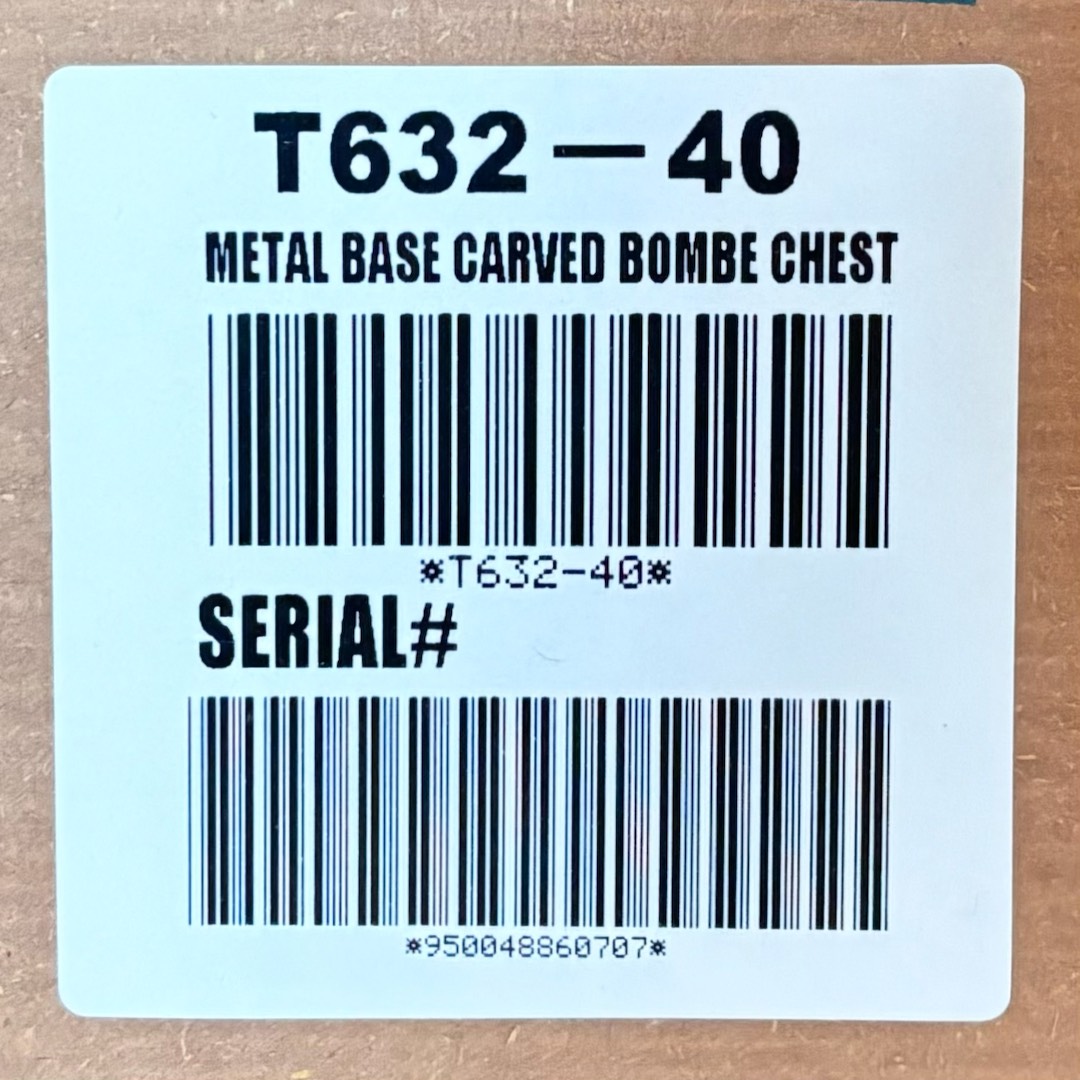 T632-40
METAL BASE CARVED BOMBE CHEST
*T632-40*
SERIAL#
*950048860707*